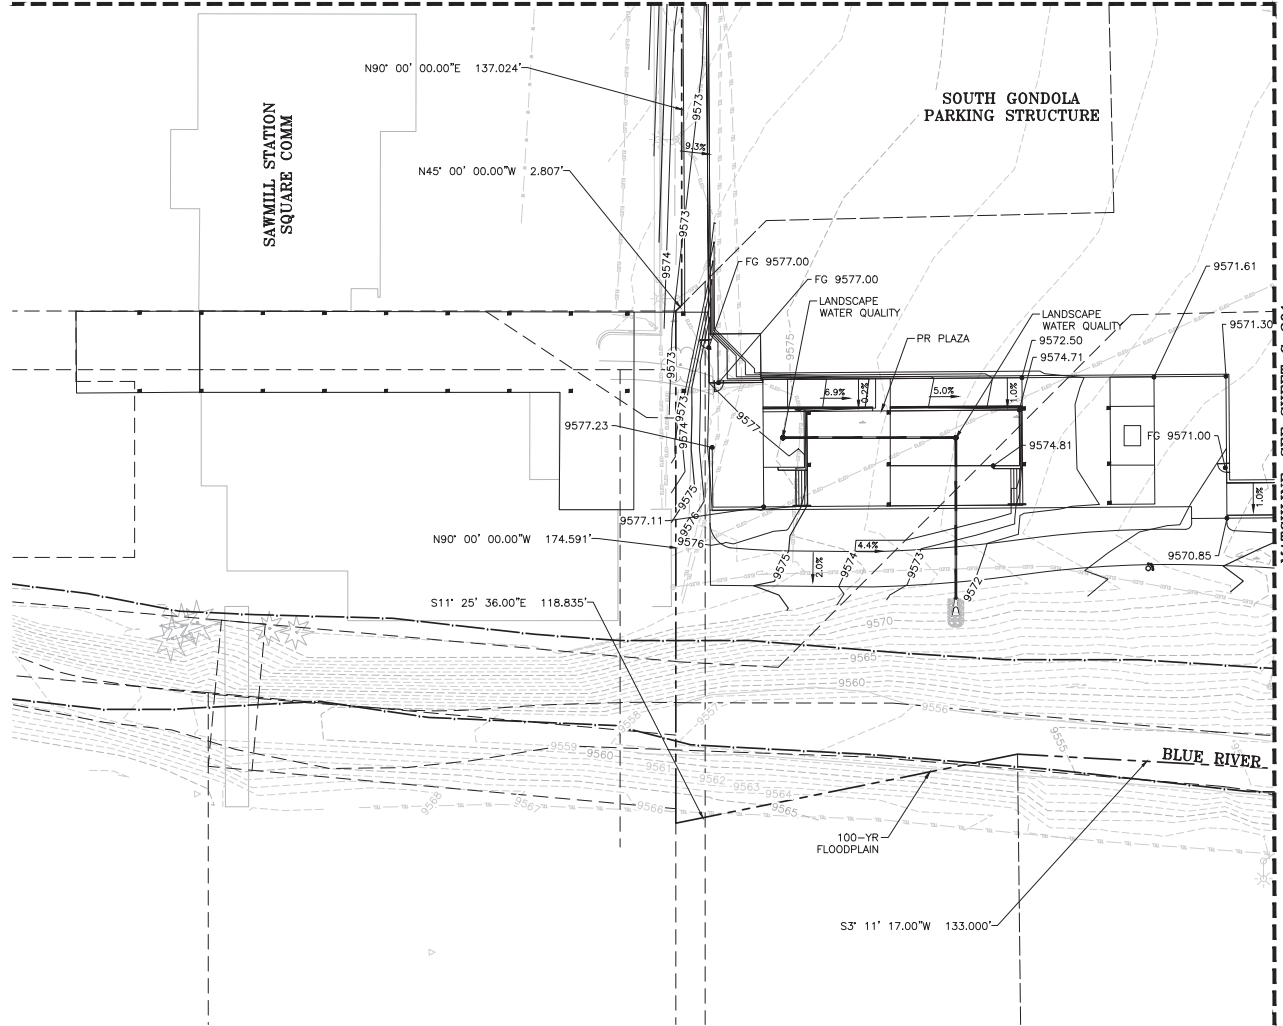 N90° 00' 00.00"E 137.024'
SOUTH GONDOLA
PARKING STRUCTURE
SAWMILL STATION
SQUARE COMM
9573
9.3%
N45° 00' 00.00"W 2.807'
9573
9574
FG 9577.00
FG 9577.00
9571.61
LANDSCAPE
WATER QUALITY
LANDSCAPE
WATER QUALITY
9571.30
PR PLAZA
9572.50
9575
9574.71
9573
6.9%
0.2%
5.0%
1.0%
9573
9577
9577.23
9574
FG 9571.00
9574.81
9575
1.0%
9577.11
9576
N90° 00' 00.00"W 174.591'
9576
4.4%
9570.85
9575
2.0%
9574
9573
9572
S11° 25' 36.00"E 118.835'
9570
9565
9560
9556
9558
9557
9555
9559
9560
BLUE RIVER
9561
9562
9563
9564
9568
9567
9566
9565
100-YR
FLOODPLAIN
S3° 11' 17.00"W 133.000'